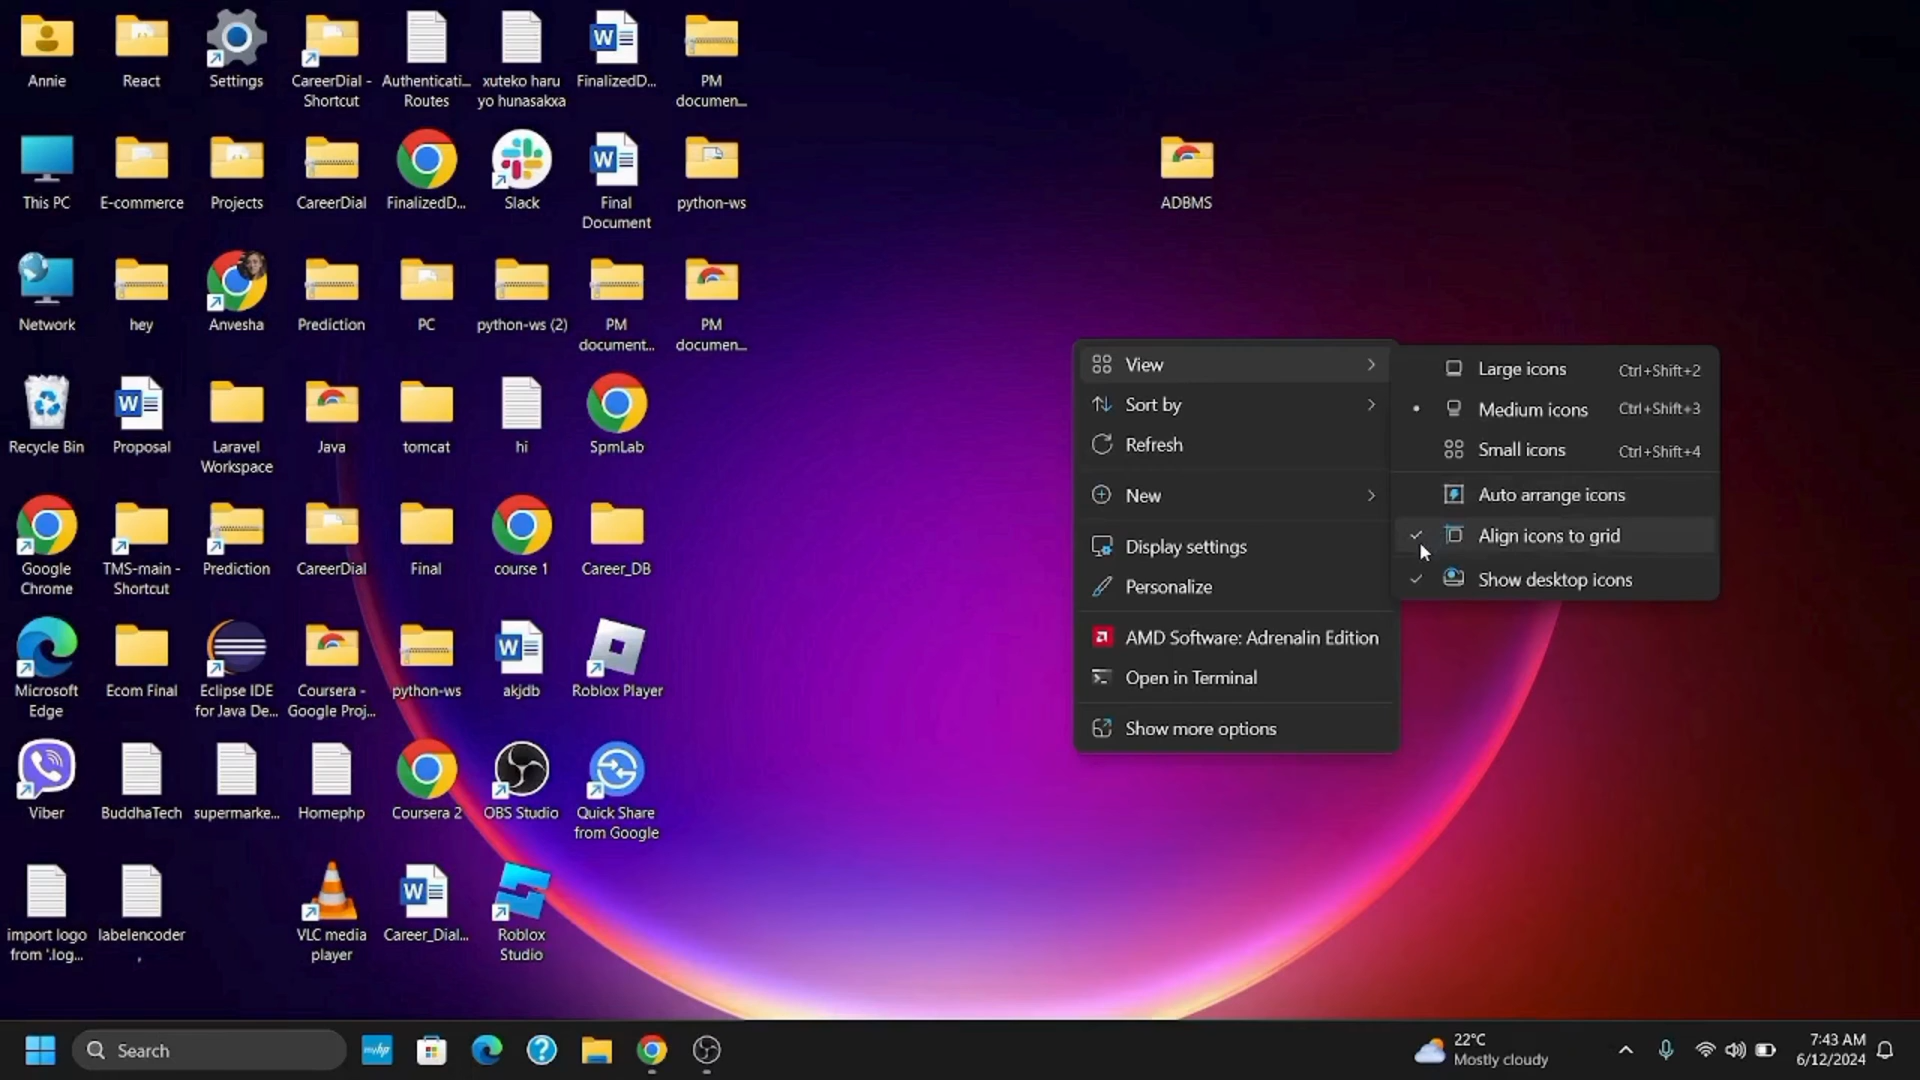 Annie
React
Settings
CareerDial -
Shortcut
Authenticati...
Routes
xuteko haru
yo hunasakxa
FinalizedD...
PM
documen...
This PC
E-commerce
Projects
CareerDial
FinalizedD...
Slack
Final
Document
python-ws
ADBMS
Network
hey
Anvesha
Prediction
PC
python-ws (2)
PM
document...
PM
documen...
Recycle Bin
Proposal
Laravel
Workspace
Java
tomcat
hi
SpmLab
Google
Chrome
TMS-main -
Shortcut
Prediction
CareerDial
Final
course 1
Career_DB
Microsoft
Edge
Ecom Final
Eclipse IDE
for Java De...
Coursera -
Google Proj...
python-ws
akjdb
Roblox Player
Viber
BuddhaTech
supermarke...
Homephp
Coursera 2
OBS Studio
Quick Share
from Google
import logo
from '.log...
labelencoder
,
VLC media
player
Career_Dial...
Roblox
Studio
View
Sort by
Refresh
New
Display settings
Personalize
AMD Software: Adrenalin Edition
Open in Terminal
Show more options
Large icons Ctrl+Shift+2
Medium icons Ctrl+Shift+3
Small icons Ctrl+Shift+4
Auto arrange icons
Align icons to grid
Show desktop icons
Search
myhp
22°C
Mostly cloudy
7:43 AM
6/12/2024